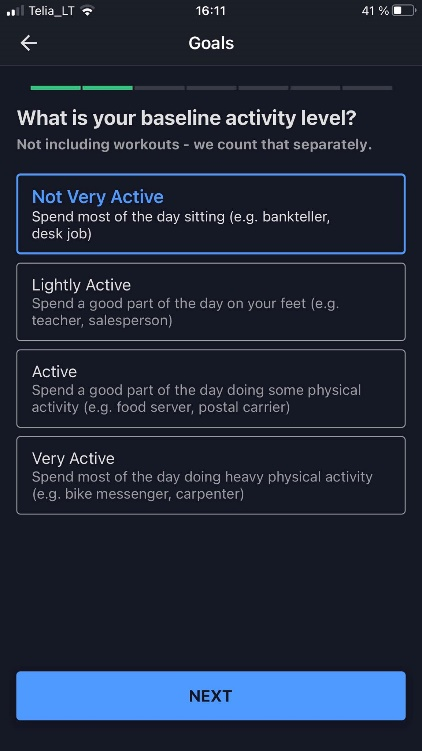 Telia_LT 16:11 41 %
Goals
What is your baseline activity level?
Not including workouts - we count that separately.
Not Very Active
Spend most of the day sitting (e.g. bankteller,
desk job)
Lightly Active
Spend a good part of the day on your feet (e.g.
teacher, salesperson)
Active
Spend a good part of the day doing some physical
activity (e.g. food server, postal carrier)
Very Active
Spend most of the day doing heavy physical activity
(e.g. bike messenger, carpenter)
NEXT